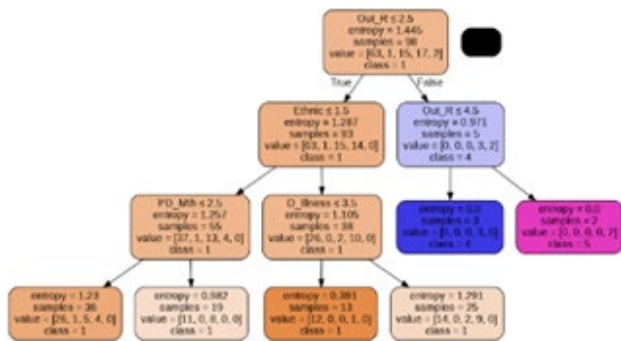 Out_R ≤ 2.5
entropy = 1.445
samples = 98
value = [63, 1, 15, 17, 2]
class = 1
True
False
Ethnic ≤ 1.5
entropy = 1.287
samples = 93
value = [63, 1, 15, 14, 0]
class = 1
Out_R ≤ 4.5
entropy = 0.971
samples = 5
value = [0, 0, 0, 3, 2]
class = 4
PD_Mth ≤ 2.5
entropy = 1.257
samples = 55
value = [37, 1, 13, 4, 0]
class = 1
D_Illness ≤ 3.5
entropy = 1.105
samples = 38
value = [26, 0, 2, 10, 0]
class = 1
entropy = 0.0
samples = 3
value = [0, 0, 0, 3, 0]
class = 4
entropy = 0.0
samples = 2
value = [0, 0, 0, 0, 2]
class = 5
entropy = 1.23
samples = 36
value = [26, 1, 5, 4, 0]
class = 1
entropy = 0.982
samples = 19
value = [11, 0, 8, 0, 0]
class = 1
entropy = 0.391
samples = 13
value = [12, 0, 0, 1, 0]
class = 1
entropy = 1.291
samples = 25
value = [14, 0, 2, 9, 0]
class = 1